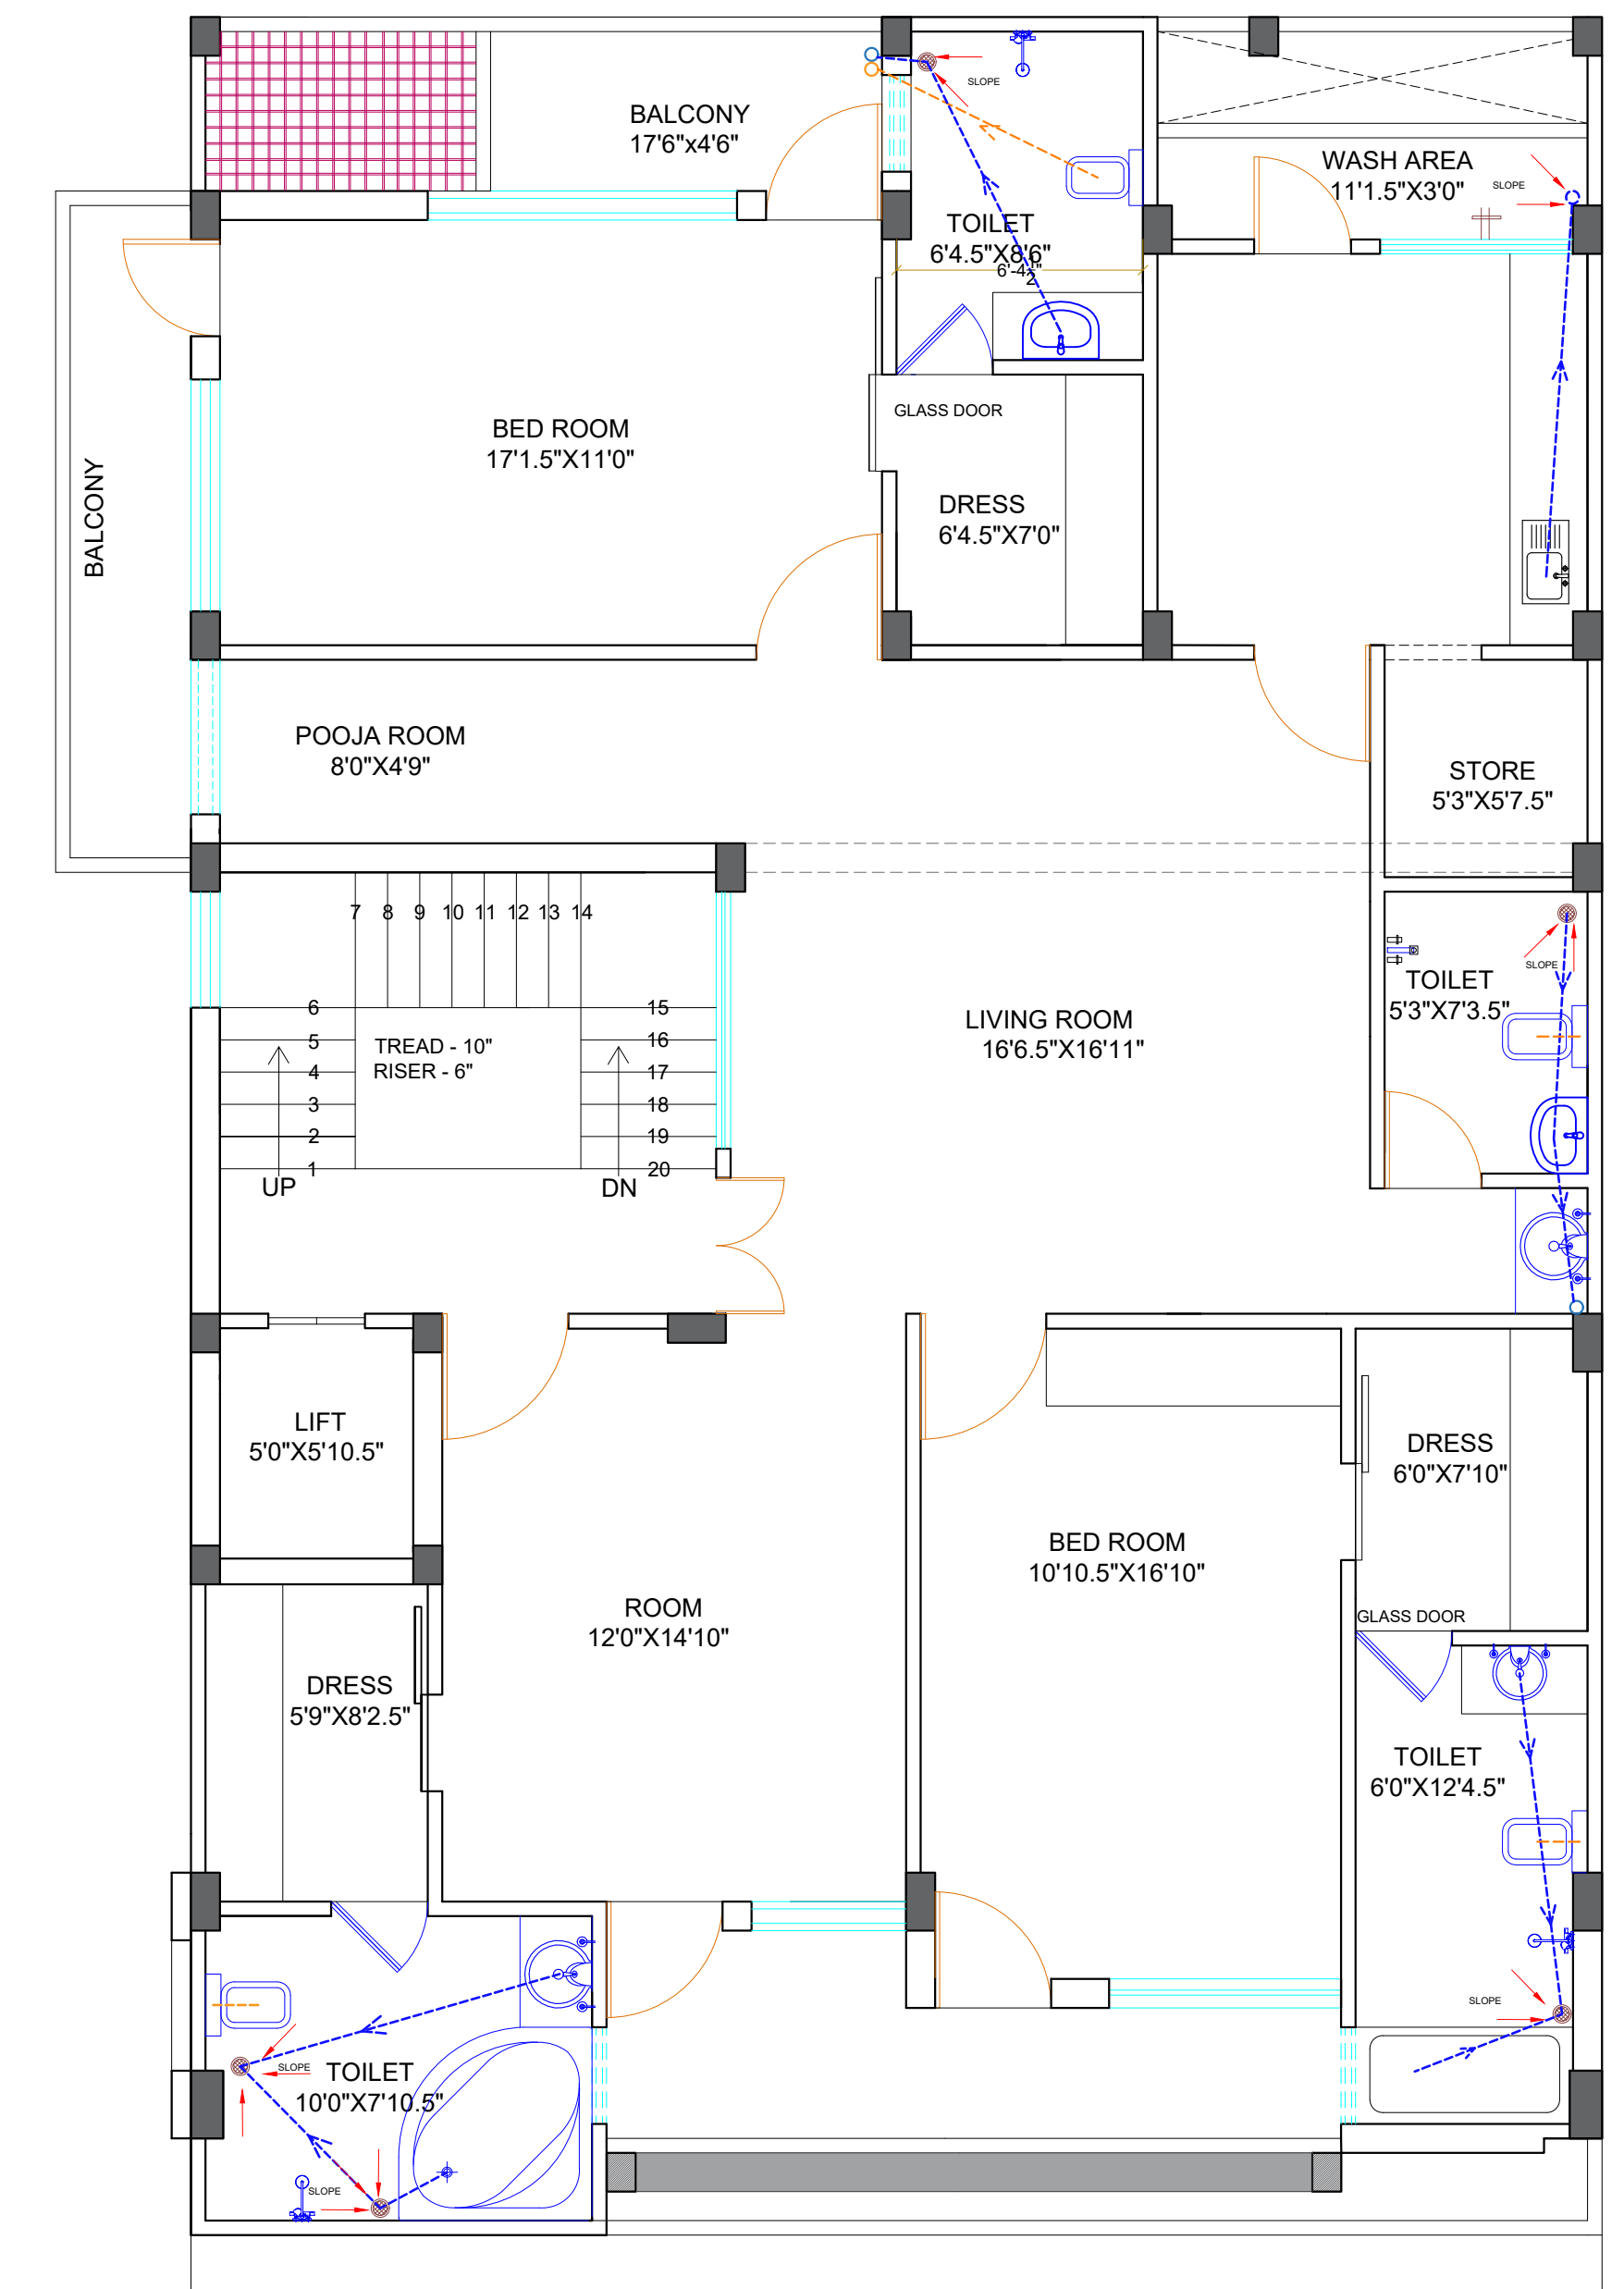 SLOPE
BALCONY
17'6"x4'6"
WASH AREA
11'1.5"X3'0"
SLOPE
TOILET
6'4.5"X8'6"
6'-4 1/2"
GLASS DOOR
BED ROOM
17'1.5"X11'0"
BALCONY
DRESS
6'4.5"X7'0"
POOJA ROOM
8'0"X4'9"
STORE
5'3"X5'7.5"
7 8 9 10 11 12 13 14
SLOPE
TOILET
5'3"X7'3.5"
6
5
4
3
2
1
UP
TREAD - 10"
RISER - 6"
15
16
17
18
19
20
DN
LIVING ROOM
16'6.5"X16'11"
LIFT
5'0"X5'10.5"
DRESS
6'0"X7'10"
BED ROOM
10'10.5"X16'10"
ROOM
12'0"X14'10"
GLASS DOOR
DRESS
5'9"X8'2.5"
TOILET
6'0"X12'4.5"
SLOPE
SLOPE
TOILET
10'0"X7'10.5"
SLOPE